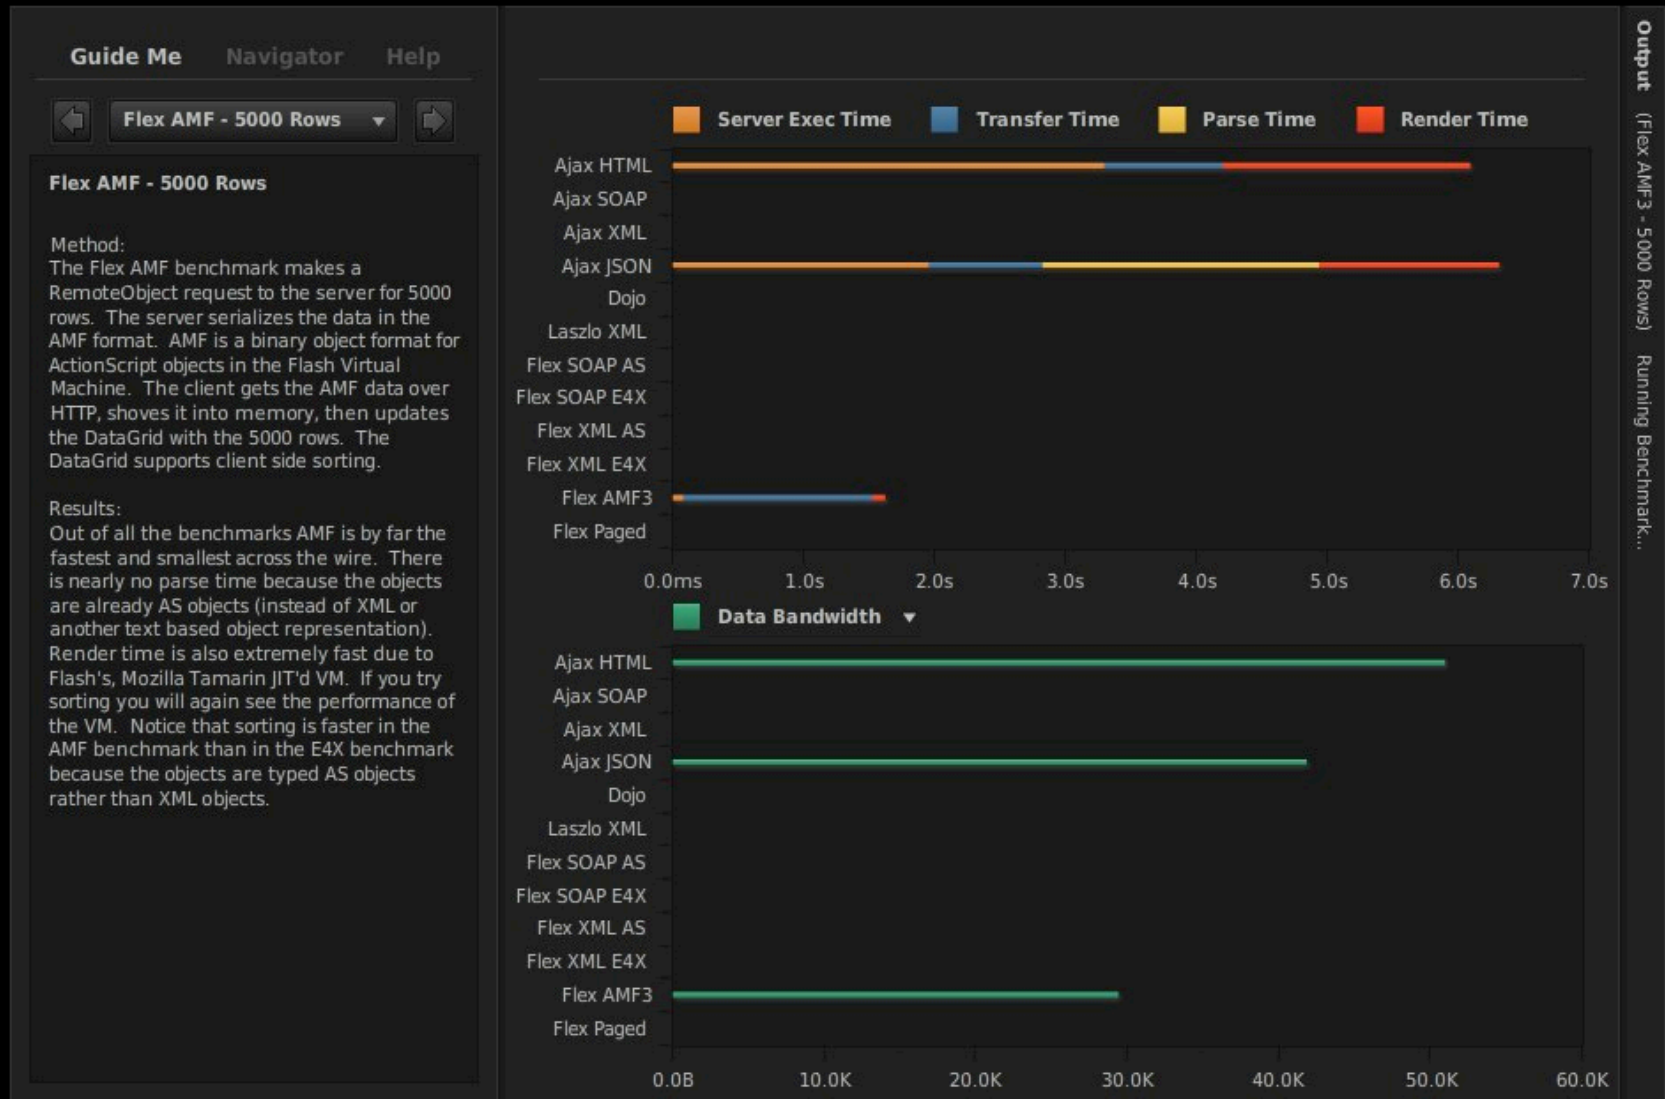 Guide Me Navigator Help
Flex AMF - 5000 Rows
Flex AMF - 5000 Rows
Method:
The Flex AMF benchmark makes a
RemoteObject request to the server for 5000
rows. The server serializes the data in the
AMF format. AMF is a binary object format for
ActionScript objects in the Flash Virtual
Machine. The client gets the AMF data over
HTTP, shoves it into memory, then updates
the DataGrid with the 5000 rows. The
DataGrid supports client side sorting.
Results:
Out of all the benchmarks AMF is by far the
fastest and smallest across the wire. There
is nearly no parse time because the objects
are already AS objects (instead of XML or
another text based object representation).
Render time is also extremely fast due to
Flash's, Mozilla Tamarin JIT'd VM. If you try
sorting you will again see the performance of
the VM. Notice that sorting is faster in the
AMF benchmark than in the E4X benchmark
because the objects are typed AS objects
rather than XML objects.
Server Exec Time Transfer Time Parse Time Render Time
Ajax HTML
Ajax SOAP
Ajax XML
Ajax JSON
Dojo
Laszlo XML
Flex SOAP AS
Flex SOAP E4X
Flex XML AS
Flex XML E4X
Flex AMF3
Flex Paged
0.0ms 1.0s 2.0s 3.0s 4.0s 5.0s 6.0s 7.0s
Data Bandwidth
Ajax HTML
Ajax SOAP
Ajax XML
Ajax JSON
Dojo
Laszlo XML
Flex SOAP AS
Flex SOAP E4X
Flex XML AS
Flex XML E4X
Flex AMF3
Flex Paged
0.0B 10.0K 20.0K 30.0K 40.0K 50.0K 60.0K
Output (Flex AMF3 - 5000 Rows) Running Benchmark...